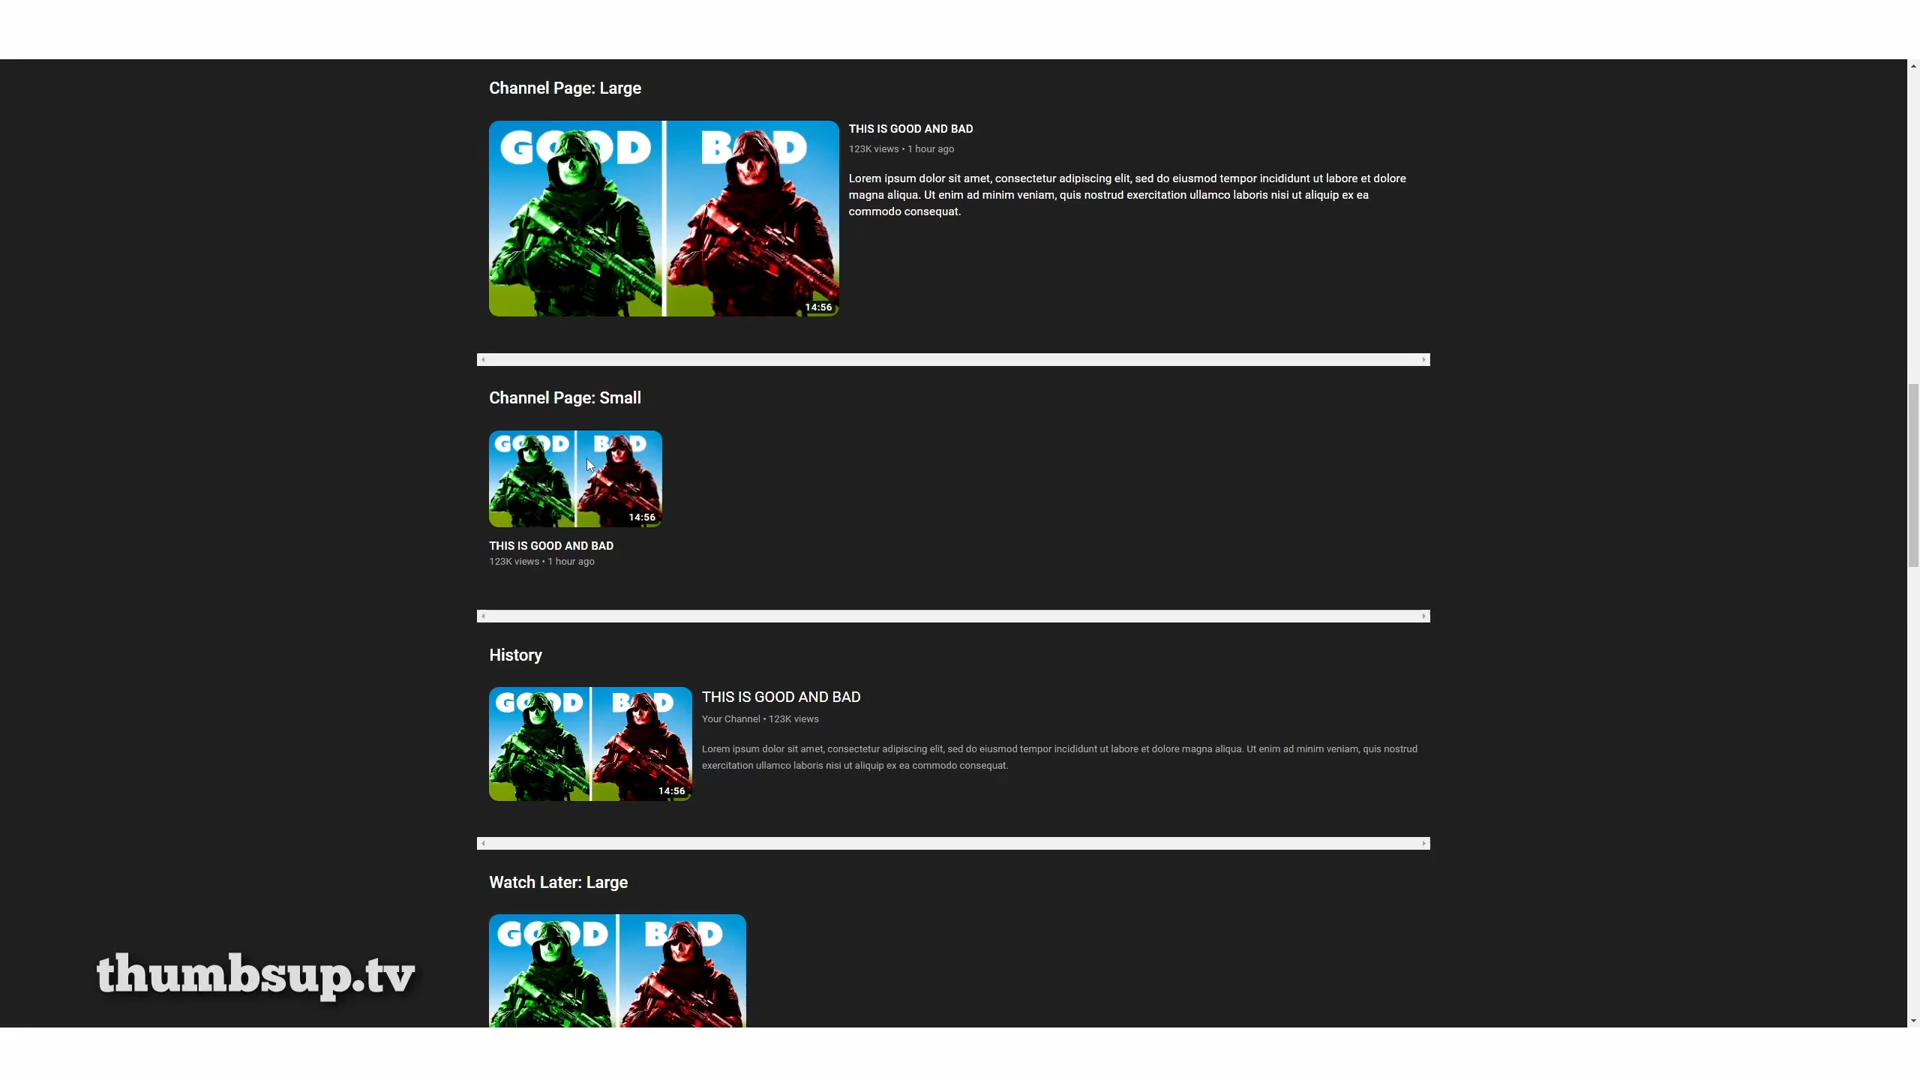 Channel Page: Large
GOOD BAD
14:56
THIS IS GOOD AND BAD
123K views • 1 hour ago
Lorem ipsum dolor sit amet, consectetur adipiscing elit, sed do eiusmod tempor incididunt ut labore et dolore
magna aliqua. Ut enim ad minim veniam, quis nostrud exercitation ullamco laboris nisi ut aliquip ex ea
commodo consequat.
Channel Page: Small
GOOD BAD
14:56
THIS IS GOOD AND BAD
123K views • 1 hour ago
History
GOOD BAD
14:56
THIS IS GOOD AND BAD
Your Channel • 123K views
Lorem ipsum dolor sit amet, consectetur adipiscing elit, sed do eiusmod tempor incididunt ut labore et dolore magna aliqua. Ut enim ad minim veniam, quis nostrud
exercitation ullamco laboris nisi ut aliquip ex ea commodo consequat.
Watch Later: Large
GOOD BAD
thumbsup.tv